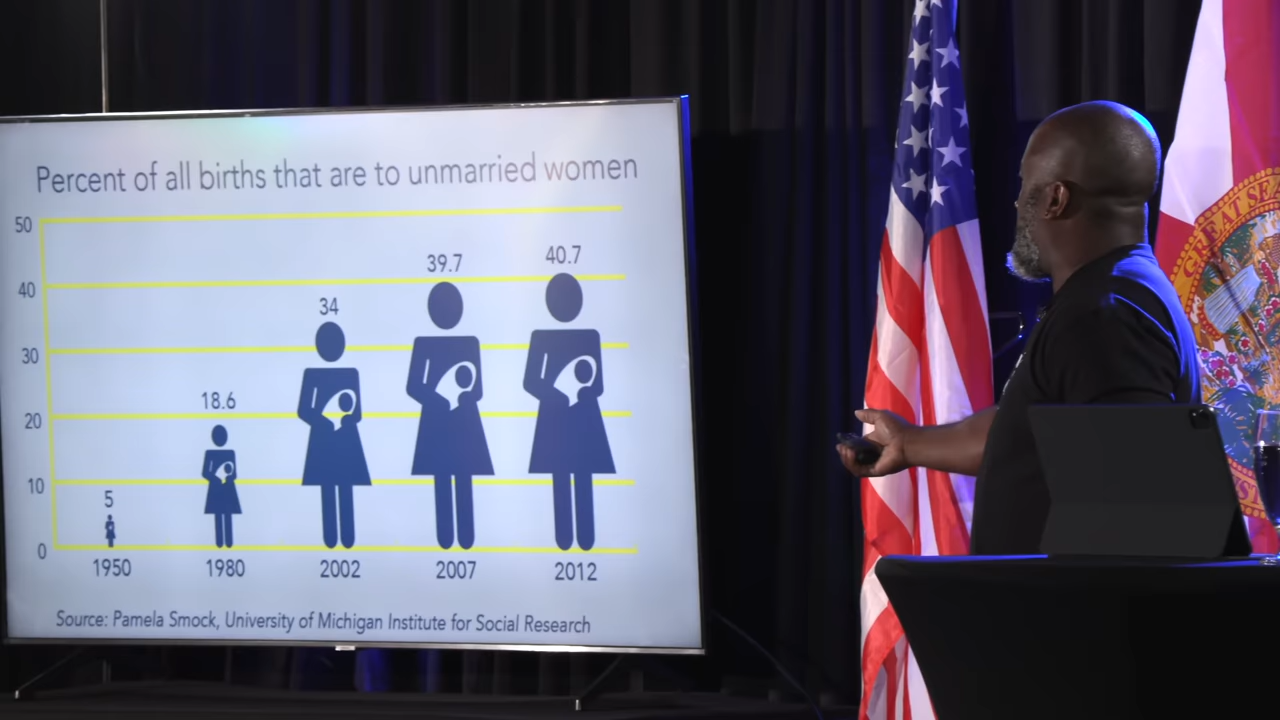 Percent of all births that are to unmarried women
50
40
30
20
10
0
5
18.6
34
39.7
40.7
1950 1980 2002 2007 2012
Source: Pamela Smock, University of Michigan Institute for Social Research
GREAT SEA